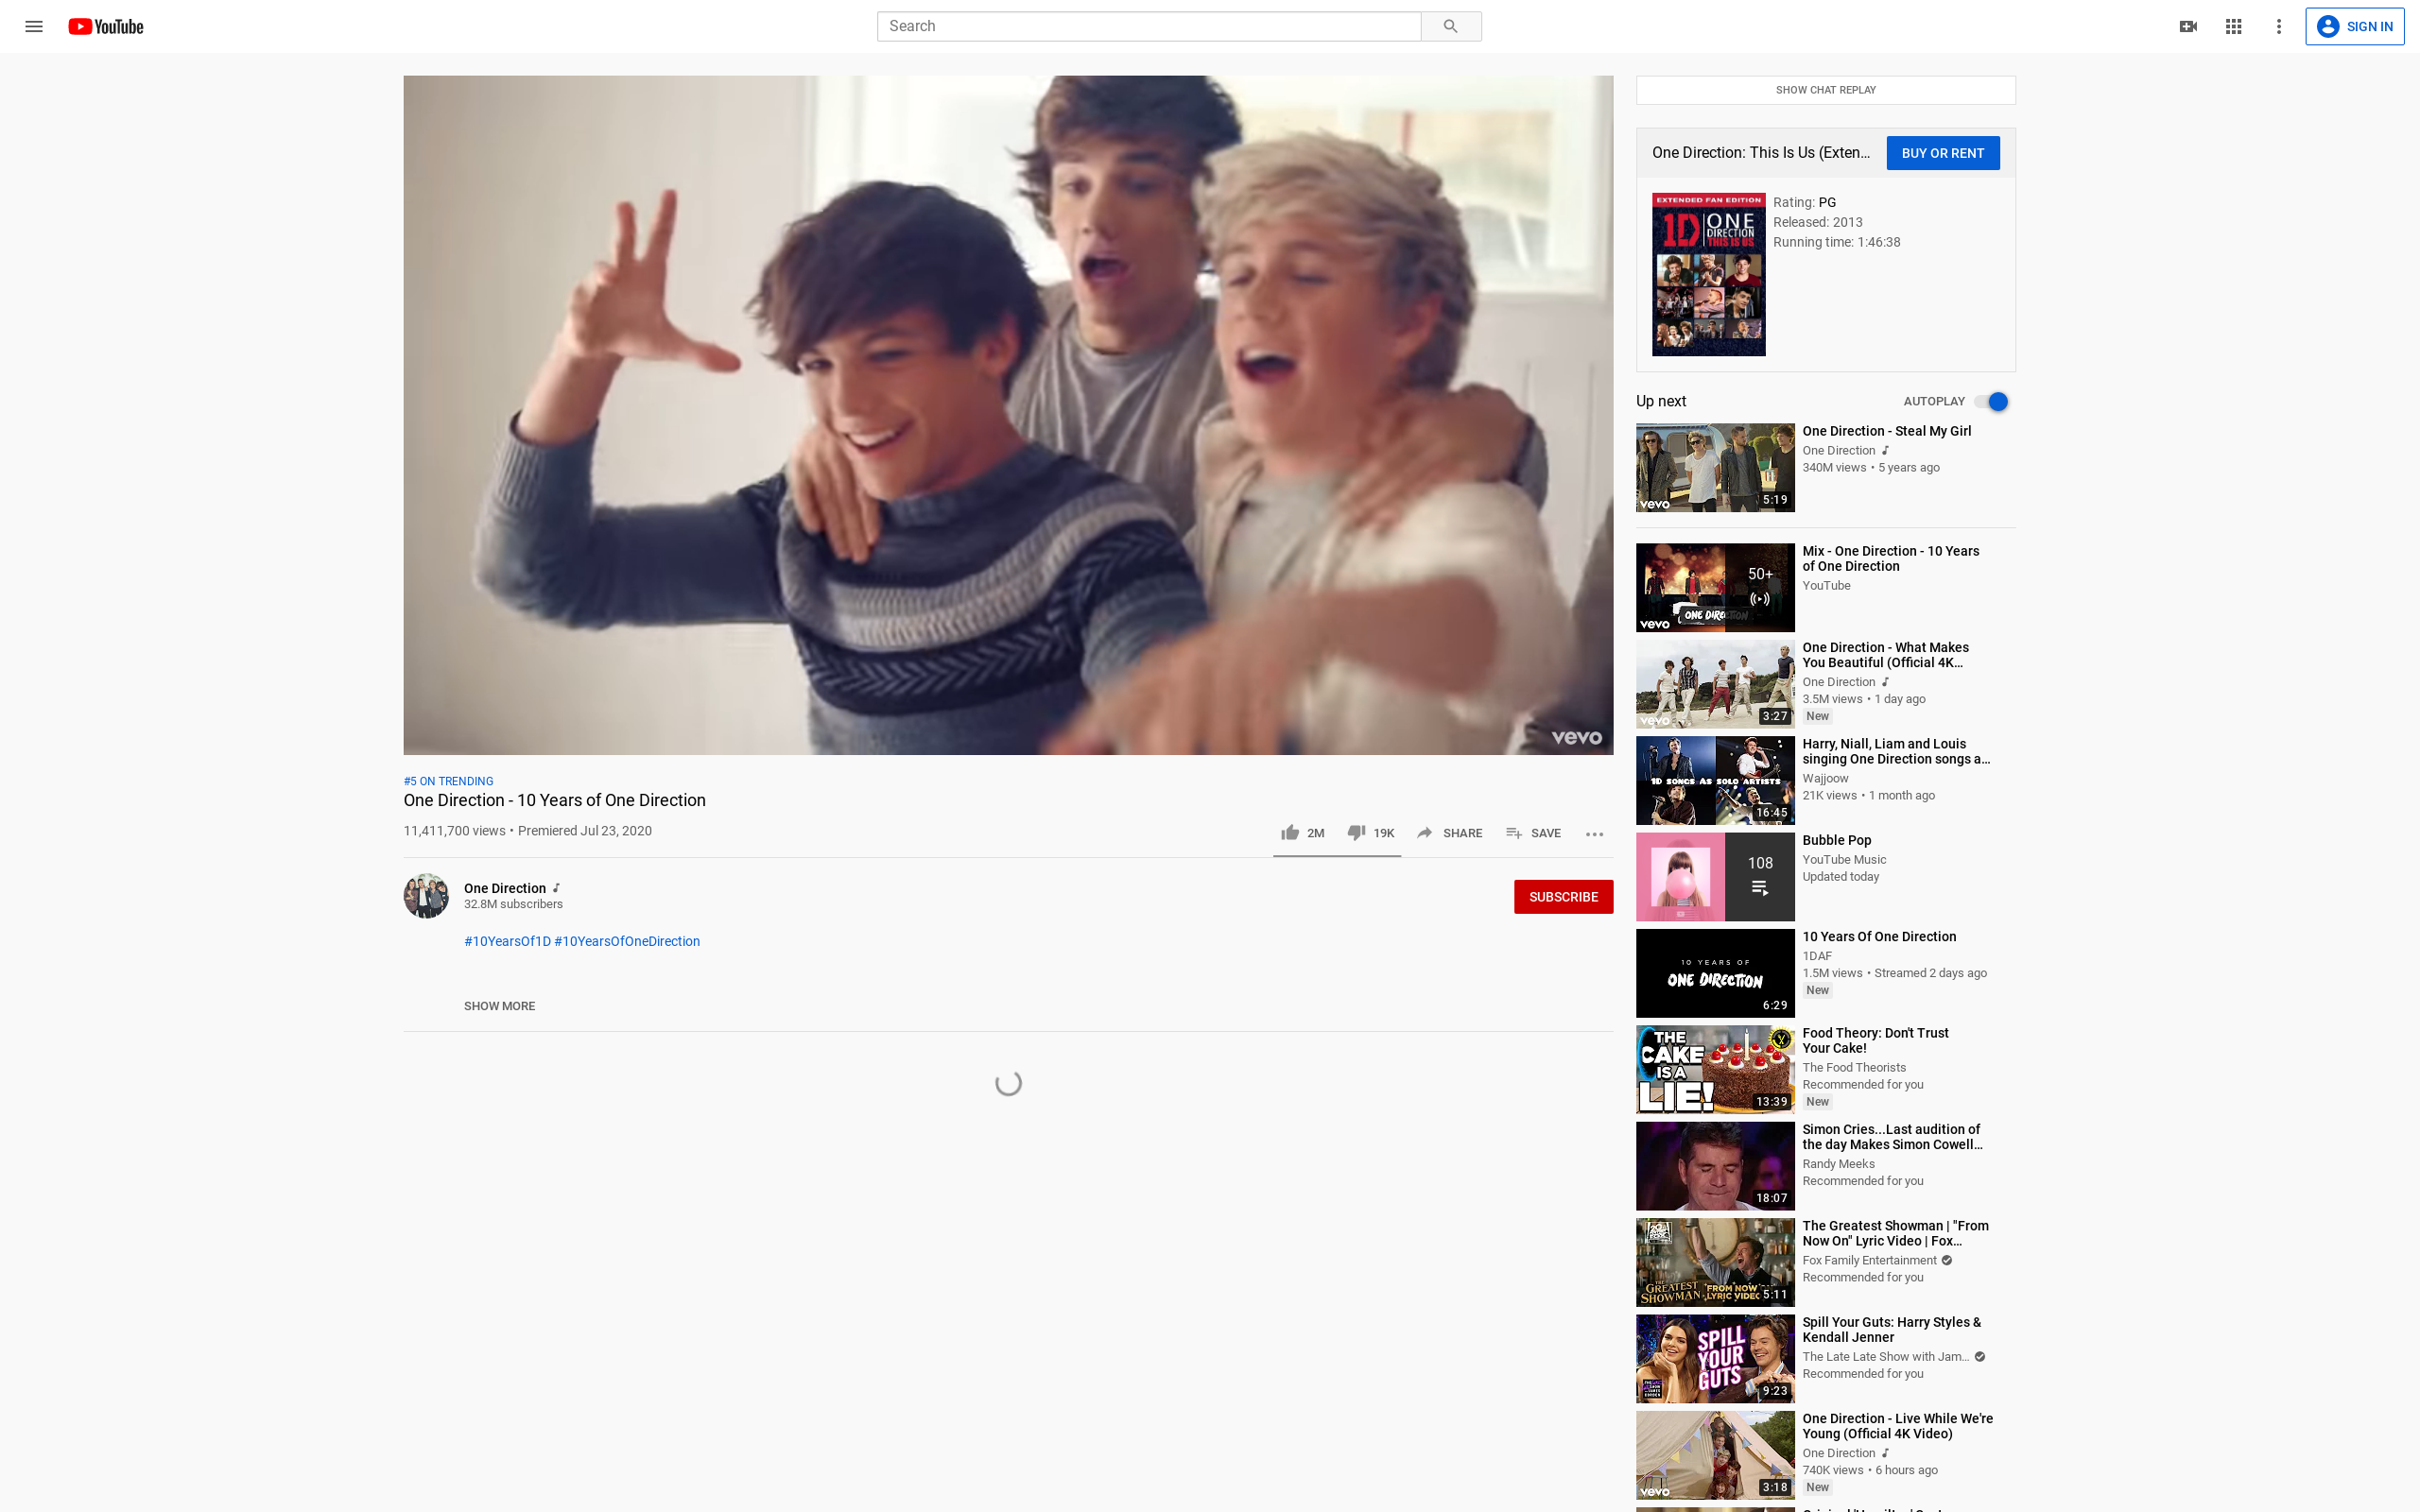 YouTube
Search
SIGN IN
vevo
#5 ON TRENDING
One Direction - 10 Years of One Direction
11,411,700 views • Premiered Jul 23, 2020
2M
19K
SHARE
SAVE
One Direction
32.8M subscribers
SUBSCRIBE
#10YearsOf1D #10YearsOfOneDirection
SHOW MORE
SHOW CHAT REPLAY
One Direction: This Is Us (Exten...
BUY OR RENT
EXTENDED FAN EDITION
1D ONE
DIRECTION
THIS IS US
Rating: PG
Released: 2013
Running time: 1:46:38
Up next
AUTOPLAY
vevo
5:19
One Direction - Steal My Girl
One Direction
340M views • 5 years ago
50+
ONE DIRECTION
vevo
Mix - One Direction - 10 Years
of One Direction
YouTube
vevo
3:27
One Direction - What Makes
You Beautiful (Official 4K...
One Direction
3.5M views • 1 day ago
New
1D SONGS AS SOLO ARTISTS
16:45
Harry, Niall, Liam and Louis
singing One Direction songs a...
Wajjoow
21K views • 1 month ago
108
Bubble Pop
YouTube Music
Updated today
10 YEARS OF
ONE DIRECTION
6:29
10 Years Of One Direction
1DAF
1.5M views • Streamed 2 days ago
New
THE
CAKE
IS A
LIE!
13:39
Food Theory: Don't Trust
Your Cake!
The Food Theorists
Recommended for you
New
18:07
Simon Cries...Last audition of
the day Makes Simon Cowell...
Randy Meeks
Recommended for you
THE
GREATEST
SHOWMAN
"FROM NOW
LYRIC VIDEO
5:11
The Greatest Showman | "From
Now On" Lyric Video | Fox...
Fox Family Entertainment
Recommended for you
SPILL
YOUR
GUTS
9:23
Spill Your Guts: Harry Styles &
Kendall Jenner
The Late Late Show with Jam...
Recommended for you
vevo
3:18
One Direction - Live While We're
Young (Official 4K Video)
One Direction
740K views • 6 hours ago
New